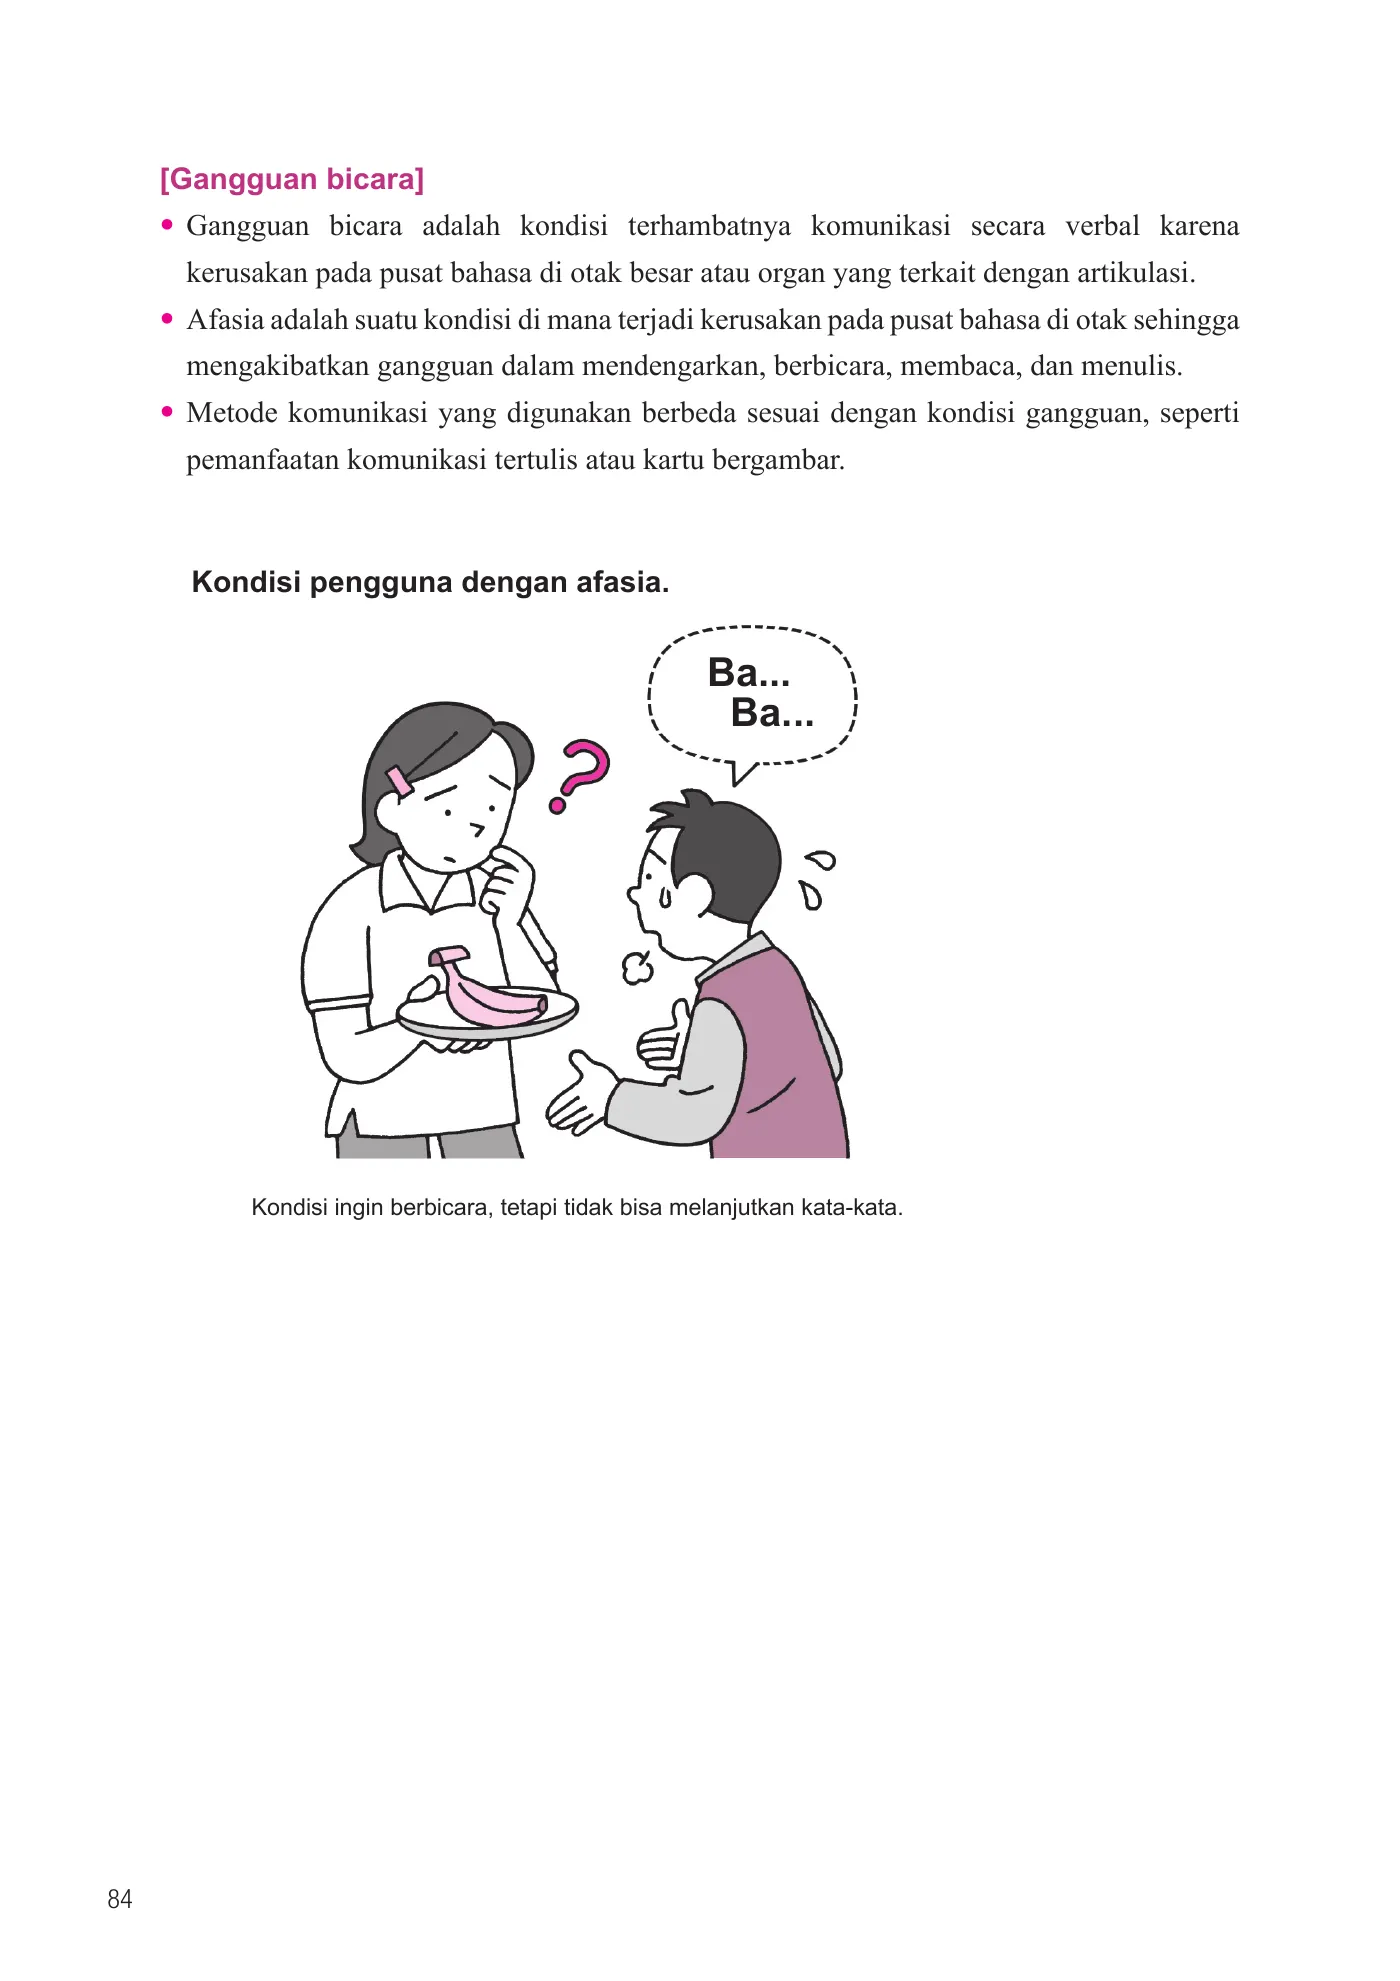 [Gangguan bicara]
• Gangguan bicara adalah kondisi terhambatnya komunikasi secara verbal karena
kerusakan pada pusat bahasa di otak besar atau organ yang terkait dengan artikulasi.
• Afasia adalah suatu kondisi di mana terjadi kerusakan pada pusat bahasa di otak sehingga
mengakibatkan gangguan dalam mendengarkan, berbicara, membaca, dan menulis.
• Metode komunikasi yang digunakan berbeda sesuai dengan kondisi gangguan, seperti
pemanfaatan komunikasi tertulis atau kartu bergambar.
Kondisi pengguna dengan afasia.
Ba...
Ba...
?
Kondisi ingin berbicara, tetapi tidak bisa melanjutkan kata-kata.
84